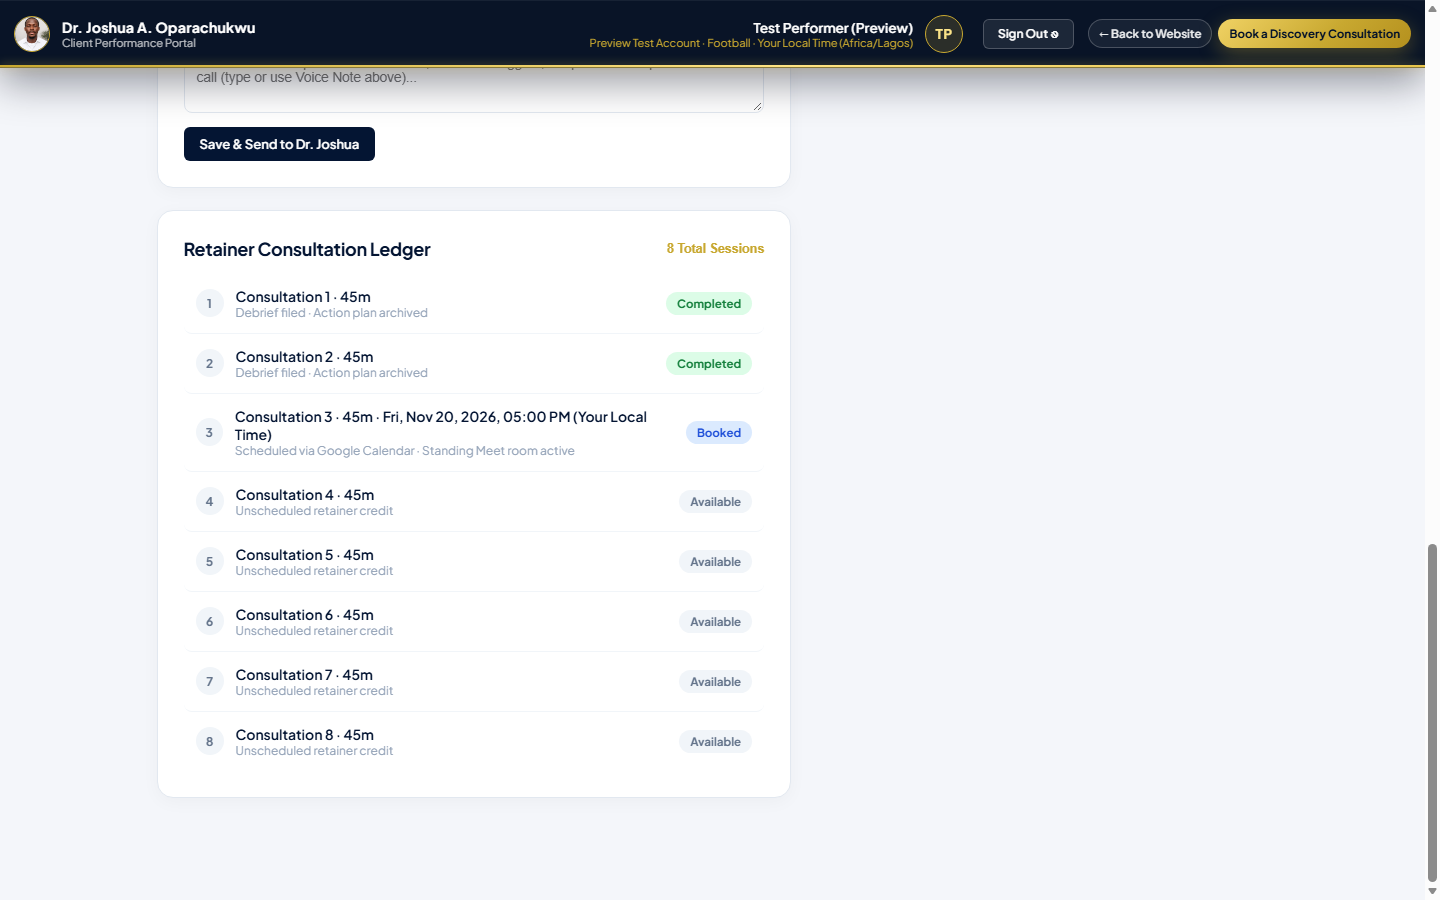 Dr. Joshua A. Oparachukwu
Client Performance Portal
Test Performer (Preview)
Preview Test Account · Football · Your Local Time (Africa/Lagos)
TP
Sign Out
← Back to Website
Book a Discovery Consultation
call (type or use Voice Note above)...
Save & Send to Dr. Joshua
Retainer Consultation Ledger
8 Total Sessions
1
Consultation 1 · 45m
Debrief filed · Action plan archived
Completed
2
Consultation 2 · 45m
Debrief filed · Action plan archived
Completed
3
Consultation 3 · 45m · Fri, Nov 20, 2026, 05:00 PM (Your Local
Time)
Scheduled via Google Calendar · Standing Meet room active
Booked
4
Consultation 4 · 45m
Unscheduled retainer credit
Available
5
Consultation 5 · 45m
Unscheduled retainer credit
Available
6
Consultation 6 · 45m
Unscheduled retainer credit
Available
7
Consultation 7 · 45m
Unscheduled retainer credit
Available
8
Consultation 8 · 45m
Unscheduled retainer credit
Available